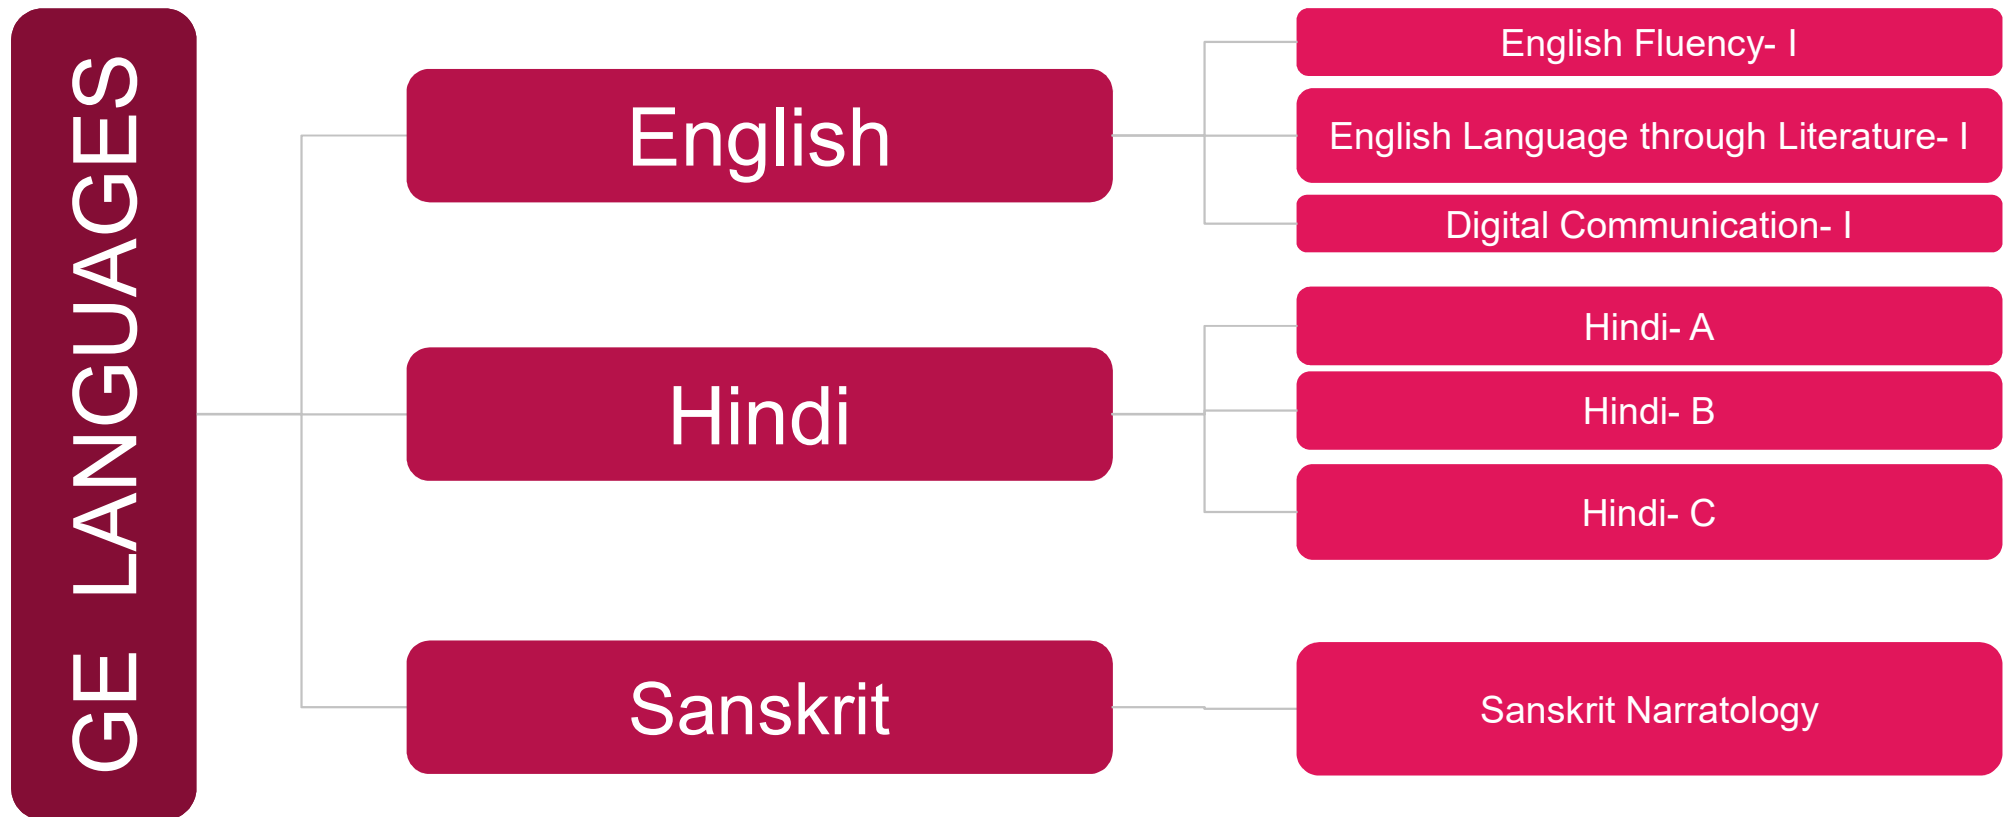 GE LANGUAGES
English
English Fluency- I
English Language through Literature- I
Digital Communication- I
Hindi
Hindi- A
Hindi- B
Hindi- C
Sanskrit
Sanskrit Narratology